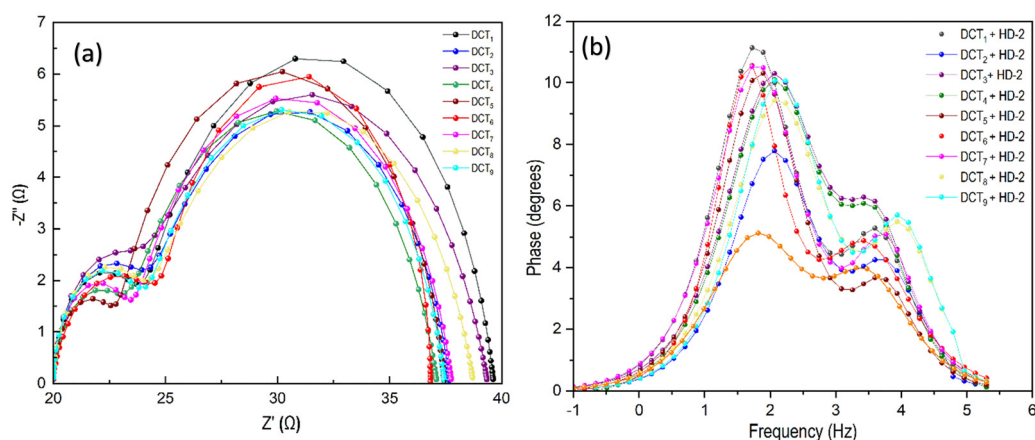 (a)
-Z'' (Ω)
7
6
5
4
3
2
1
0
20
25
30
35
40
Z' (Ω)
DCT1
DCT2
DCT3
DCT4
DCT5
DCT6
DCT7
DCT8
DCT9
(b)
Phase (degrees)
12
10
8
6
4
2
0
-1
0
1
2
3
4
5
6
Frequency (Hz)
DCT1 + HD-2
DCT2 + HD-2
DCT3 + HD-2
DCT4 + HD-2
DCT5 + HD-2
DCT6 + HD-2
DCT7 + HD-2
DCT8 + HD-2
DCT9 + HD-2